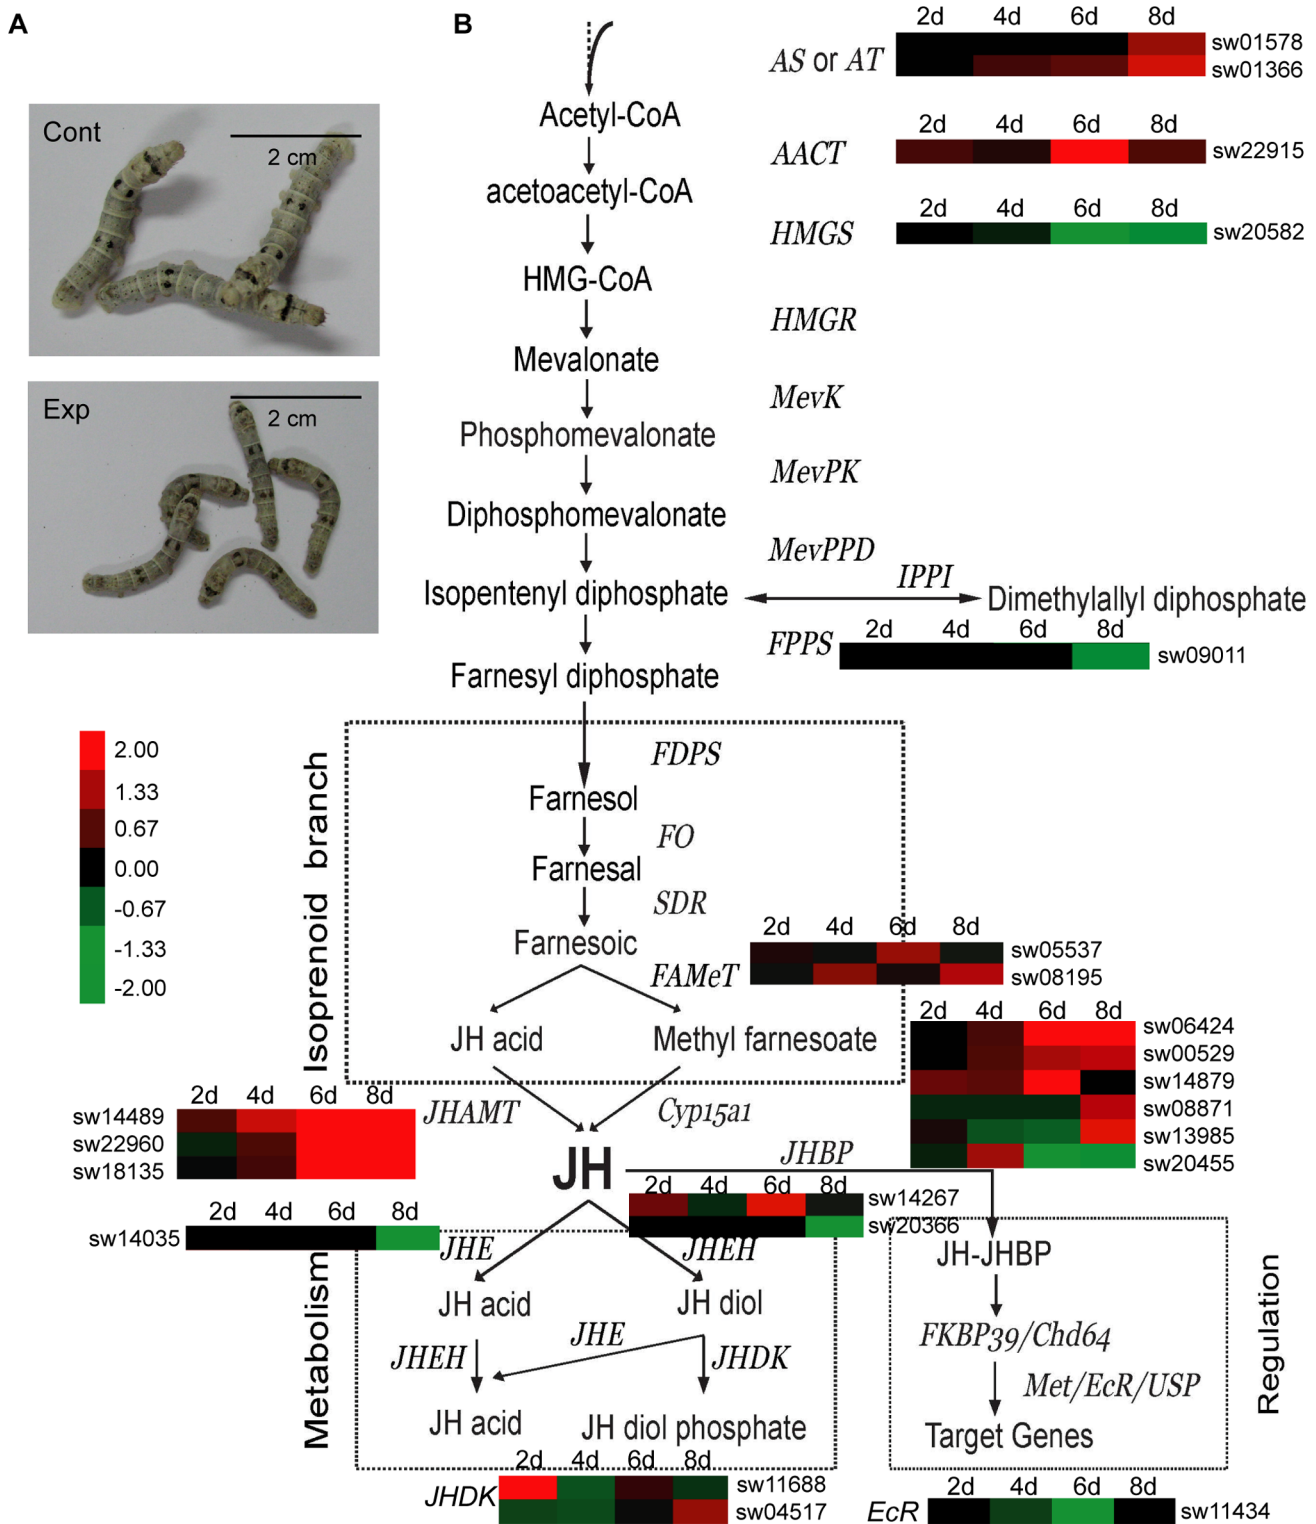 A
Cont
2 cm
Exp
2 cm
2.00
1.33
0.67
0.00
-0.67
-1.33
-2.00
B
2d 4d 6d 8d
AS or AT
sw01578
sw01366
Acetyl-CoA
2d 4d 6d 8d
AACT
sw22915
acetoacetyl-CoA
2d 4d 6d 8d
HMGS
sw20582
HMG-CoA
HMGR
Mevalonate
MevK
Phosphomevalonate
MevPK
Diphosphomevalonate
MevPPD
IPPI
Isopentenyl diphosphate
Dimethylallyl diphosphate
2d 4d 6d 8d
FPPS
sw09011
Farnesyl diphosphate
Isoprenoid branch
FDPS
Farnesol
FO
Farnesal
SDR
Farnesoic
2d 4d 6d 8d
FAMeT
sw05537
sw08195
JH acid
Methyl farnesoate
2d 4d 6d 8d
sw06424
sw00529
sw14879
sw08871
sw13985
sw20455
2d 4d 6d 8d
sw14489
sw22960
sw18135
JHAMT
Cyp15a1
JH
JHBP
2d 4d 6d 8d
sw14267
sw20366
2d 4d 6d 8d
sw14035
JHE
JHEH
Metabolism
JH acid
JH diol
JHE
JHEH
JHDK
JH acid
JH diol phosphate
2d 4d 6d 8d
JHDK
sw11688
sw04517
JH-JHBP
FKBP39/Chd64
Met/EcR/USP
Target Genes
Regulation
2d 4d 6d 8d
EcR
sw11434